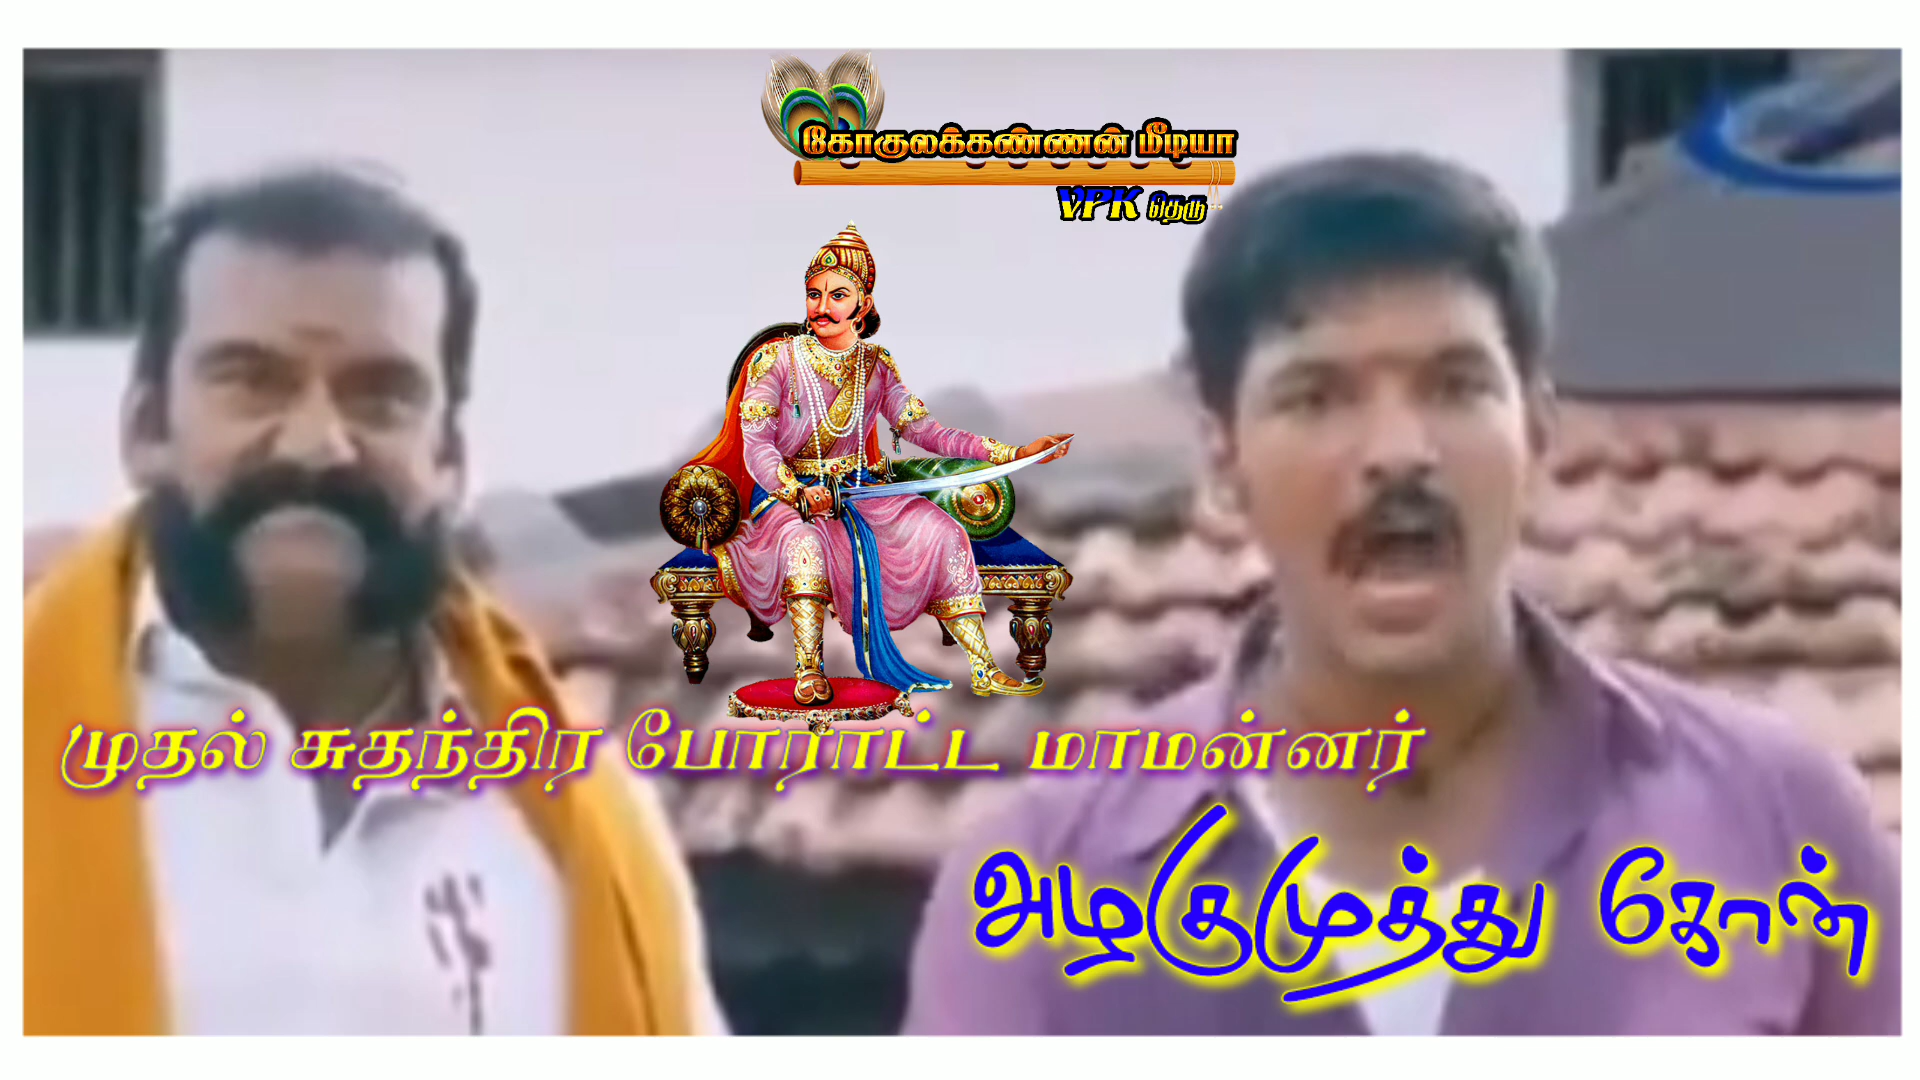 கோகுலக்கண்ணன் மீடியா
VPK தெரு
முதல் சுதந்திர போராட்ட மாமன்னர்
அழகுமுத்து கோன்